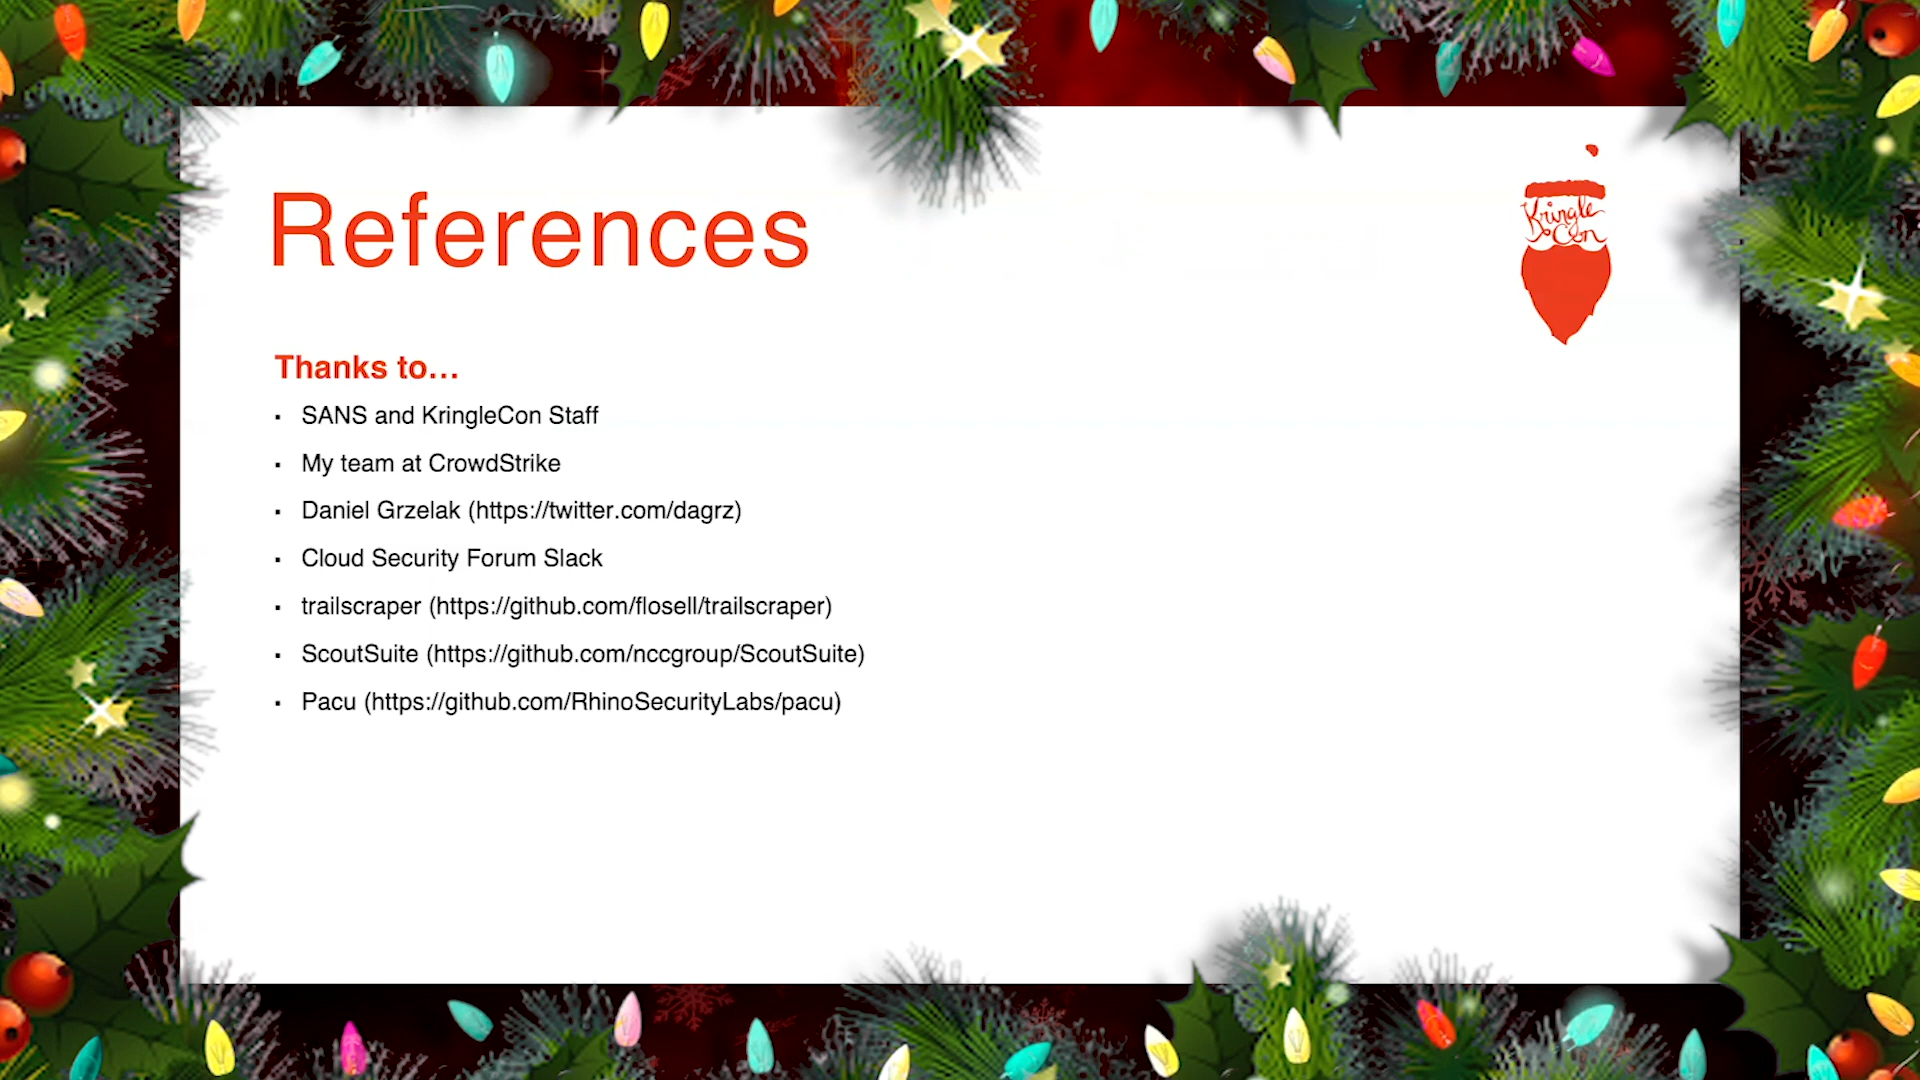 References
Kringle
Con
Thanks to…
▪ SANS and KringleCon Staff
▪ My team at CrowdStrike
▪ Daniel Grzelak (https://twitter.com/dagrz)
▪ Cloud Security Forum Slack
▪ trailscraper (https://github.com/flosell/trailscraper)
▪ ScoutSuite (https://github.com/nccgroup/ScoutSuite)
▪ Pacu (https://github.com/RhinoSecurityLabs/pacu)